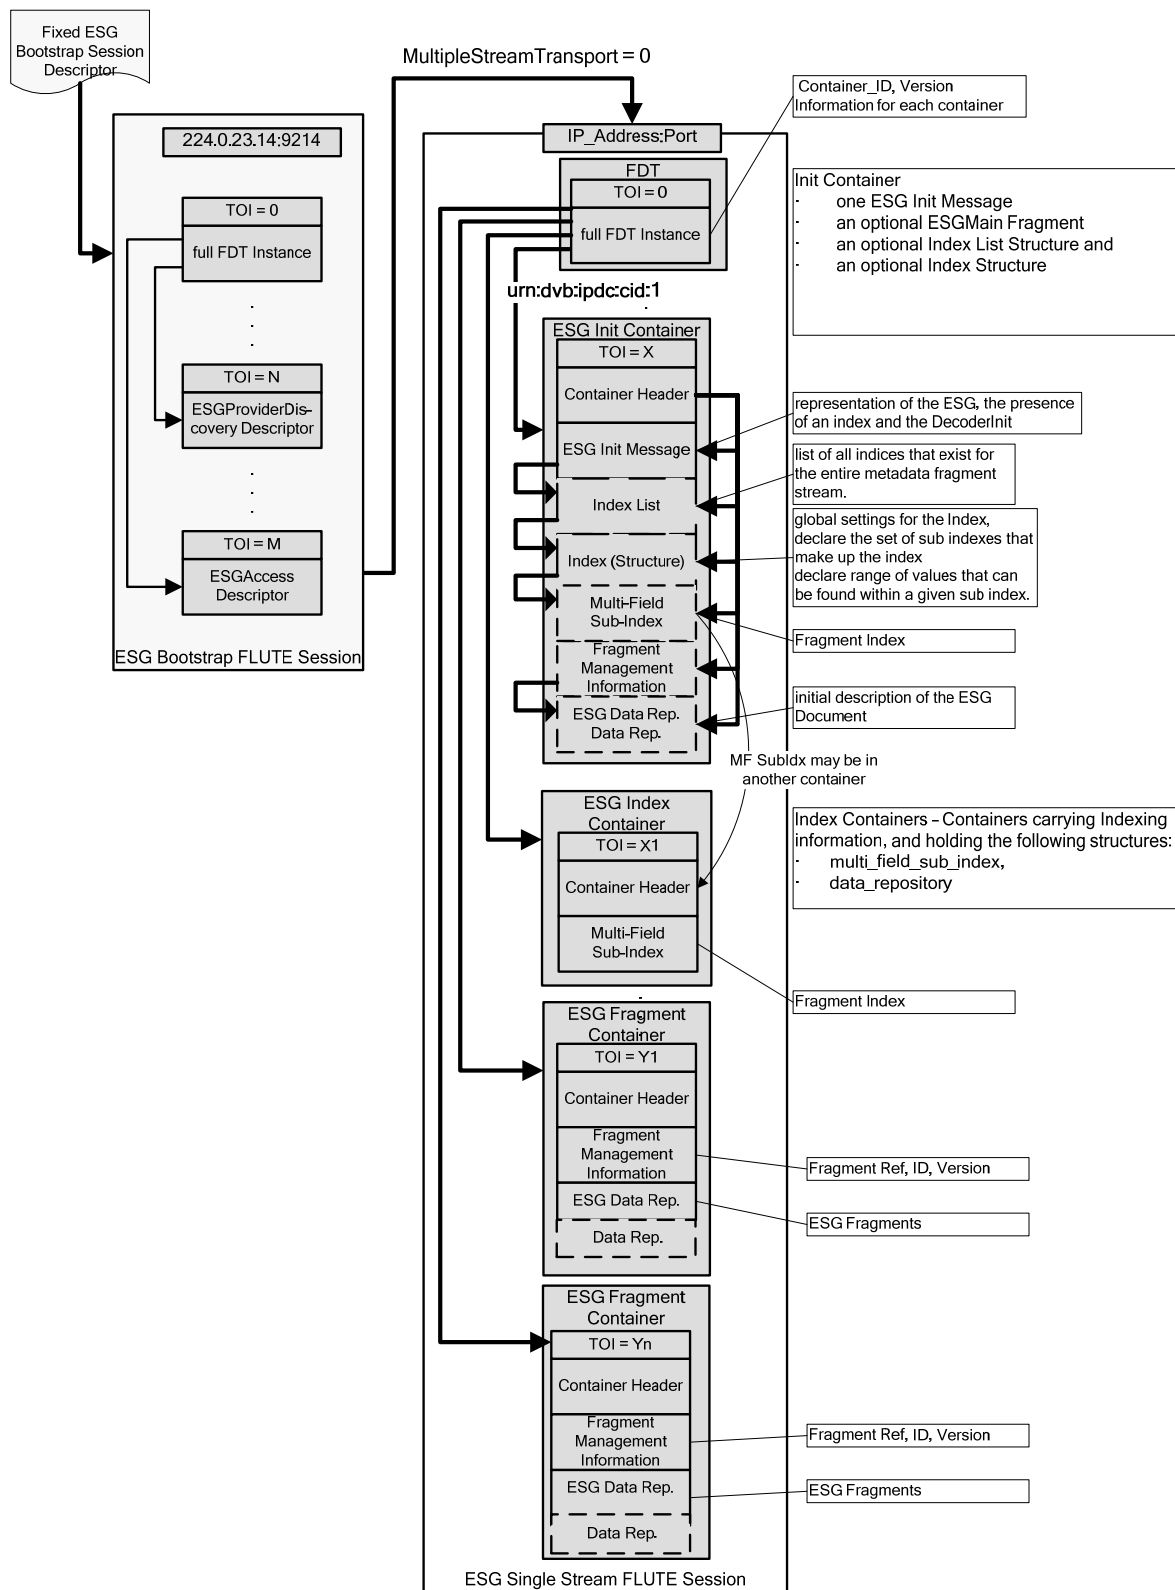 Fixed ESG
Bootstrap Session
Descriptor
224.0.23.14:9214
TOI = 0
full FDT Instance
TOI = N
ESGProviderDis-
covery Descriptor
TOI = M
ESGAccess
Descriptor
ESG Bootstrap FLUTE Session
MultipleStreamTransport = 0
IP_Address:Port
FDT
TOI = 0
full FDT Instance
urn:dvb:ipdc:cid:1
ESG Init Container
TOI = X
Container Header
ESG Init Message
Index List
Index (Structure)
Multi-Field
Sub-Index
Fragment
Management
Information
ESG Data Rep.
Data Rep.
MF SubIdx may be in
another container
ESG Index
Container
TOI = X1
Container Header
Multi-Field
Sub-Index
ESG Fragment
Container
TOI = Y1
Container Header
Fragment
Management
Information
ESG Data Rep.
Data Rep.
ESG Fragment
Container
TOI = Yn
Container Header
Fragment
Management
Information
ESG Data Rep.
Data Rep.
ESG Single Stream FLUTE Session
Container_ID, Version
Information for each container
Init Container
· one ESG Init Message
· an optional ESGMain Fragment
· an optional Index List Structure and
· an optional Index Structure
representation of the ESG, the presence
of an index and the DecoderInit
list of all indices that exist for
the entire metadata fragment
stream.
global settings for the Index,
declare the set of sub indexes that
make up the index
declare range of values that can
be found within a given sub index.
Fragment Index
initial description of the ESG
Document
Index Containers - Containers carrying Indexing
information, and holding the following structures:
· multi_field_sub_index,
· data_repository
Fragment Index
Fragment Ref, ID, Version
ESG Fragments
Fragment Ref, ID, Version
ESG Fragments